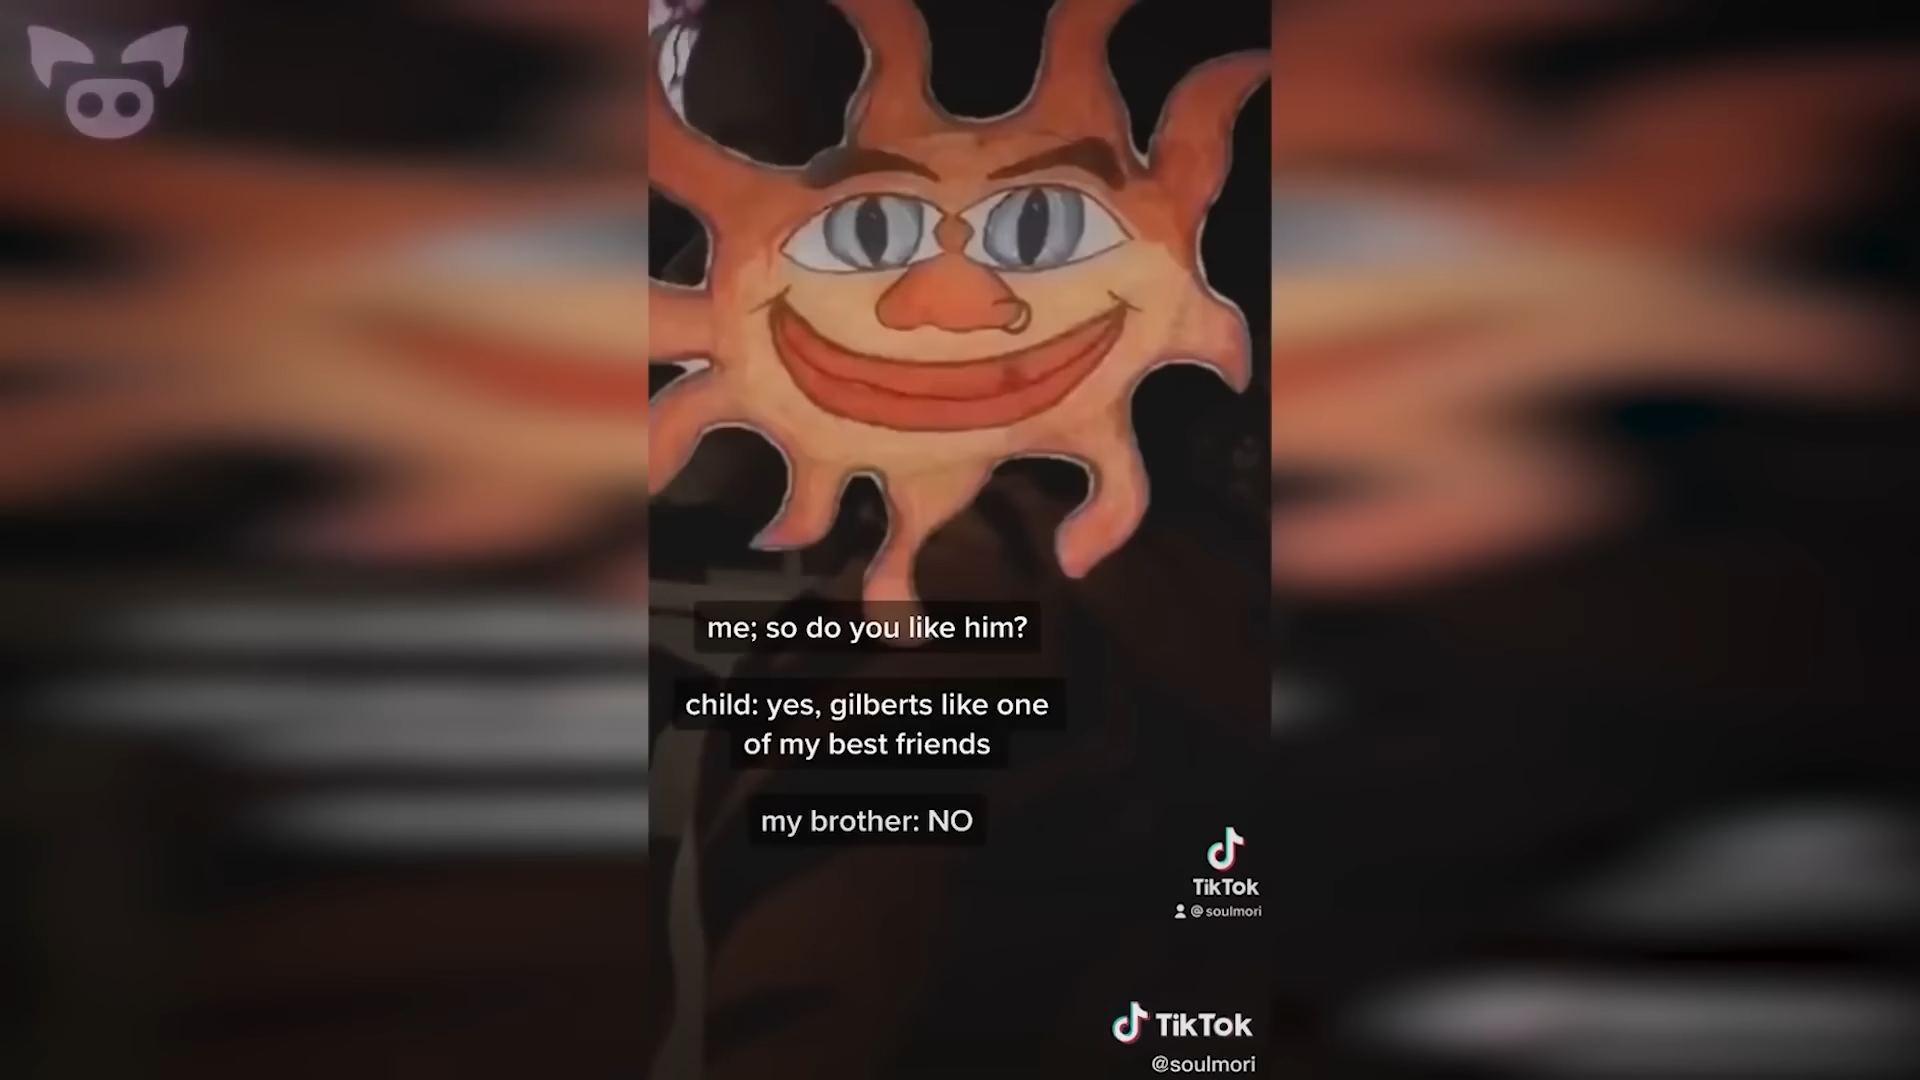 me; so do you like him?
child: yes, gilberts like one
of my best friends
my brother: NO
TikTok
@soulmori
TikTok
@soulmori